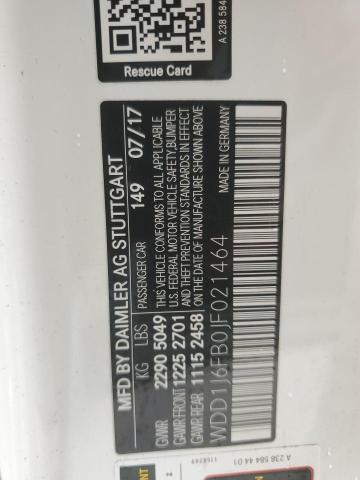 A 238 584
Rescue Card
MFD BY DAIMLER AG STUTTGART 07/17
KG LBS PASSENGER CAR 149
GVWR 2290 5049
GAWR FRONT 1225 2701
GAWR REAR 1115 2458
THIS VEHICLE CONFORMS TO ALL APPLICABLE
U.S. FEDERAL MOTOR VEHICLE SAFETY, BUMPER
AND THEFT PREVENTION STANDARDS IN EFFECT
ON THE DATE OF MANUFACTURE SHOWN ABOVE
WDD1J6FB0JF021464 MADE IN GERMANY
A 238 584 44 01